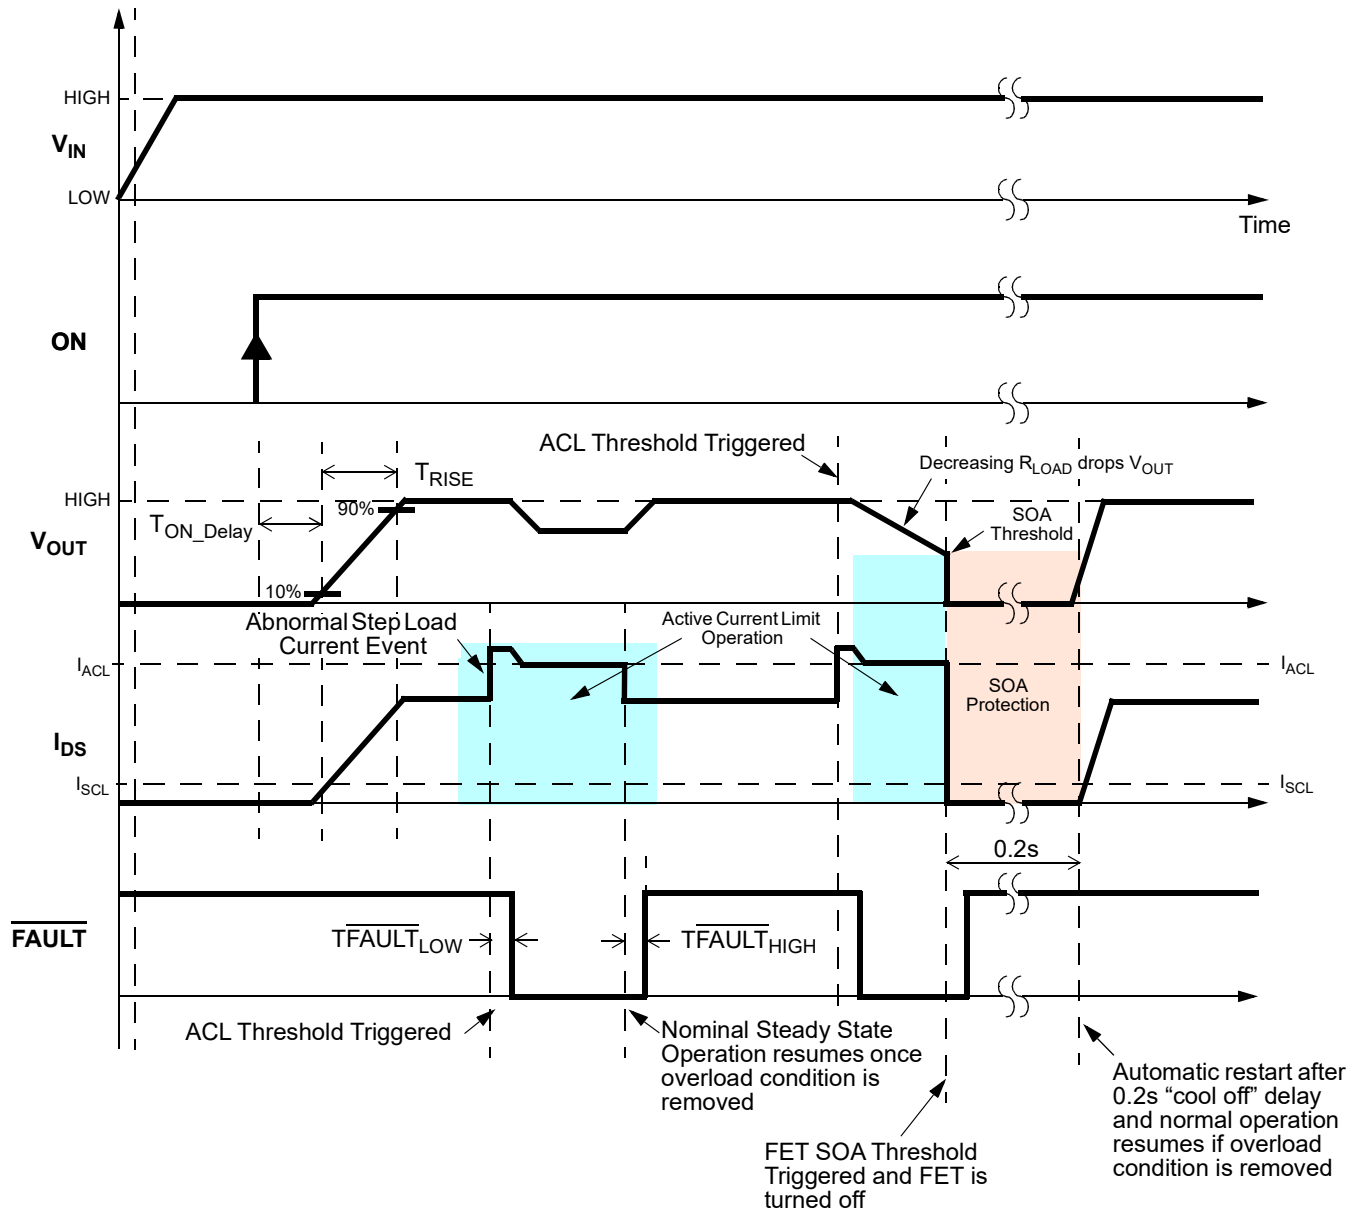 HIGH
VIN
LOW
Time
ON
ACL Threshold Triggered
Decreasing RLOAD drops VOUT
TRISE
HIGH
90%
TON_Delay
SOA
Threshold
VOUT
10%
Abnormal Step Load
Current Event
Active Current Limit
Operation
IACL
IACL
SOA
Protection
IDS
ISCL
ISCL
0.2s
FAULT
TFAULTLOW
TFAULTHIGH
ACL Threshold Triggered
Nominal Steady State
Operation resumes once
overload condition is
removed
Automatic restart after
0.2s “cool off” delay
and normal operation
resumes if overload
condition is removed
FET SOA Threshold
Triggered and FET is
turned off